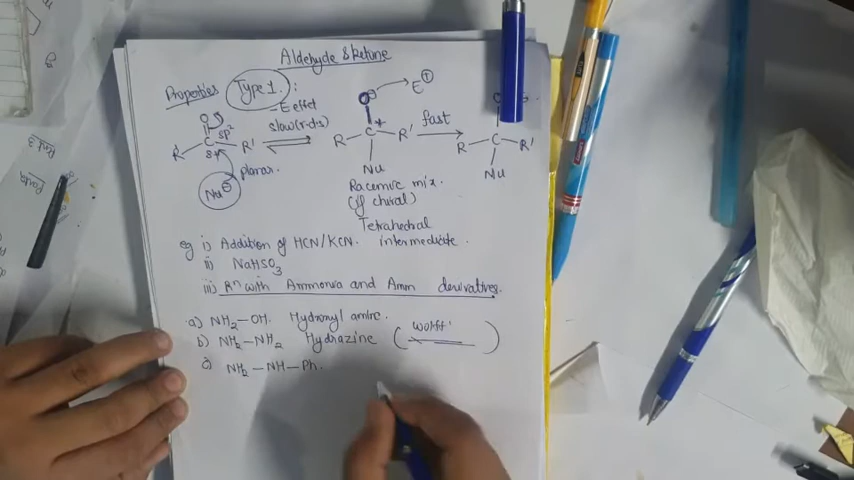 Aldehyde & ketone
Properties Type 1. :
-E effet
slow (r.d.s)
fast
O O⊖ E⊕
sp²
R C R' R — C — R' R — C — R'
δ+
planar.
Nu⊖ Nu Nu
Racemic mix.
(if chiral)
Tetrahedral
intermediate.
eg i) Addition of HCN/KCN.
ii) NaHSO3
iii) Rn with Ammonia and Amm derivatives.
a) NH2—OH. Hydroxyl amine.
b) NH2—NH2 Hydrazine (Wolff)
c) NH2—NH—Ph.